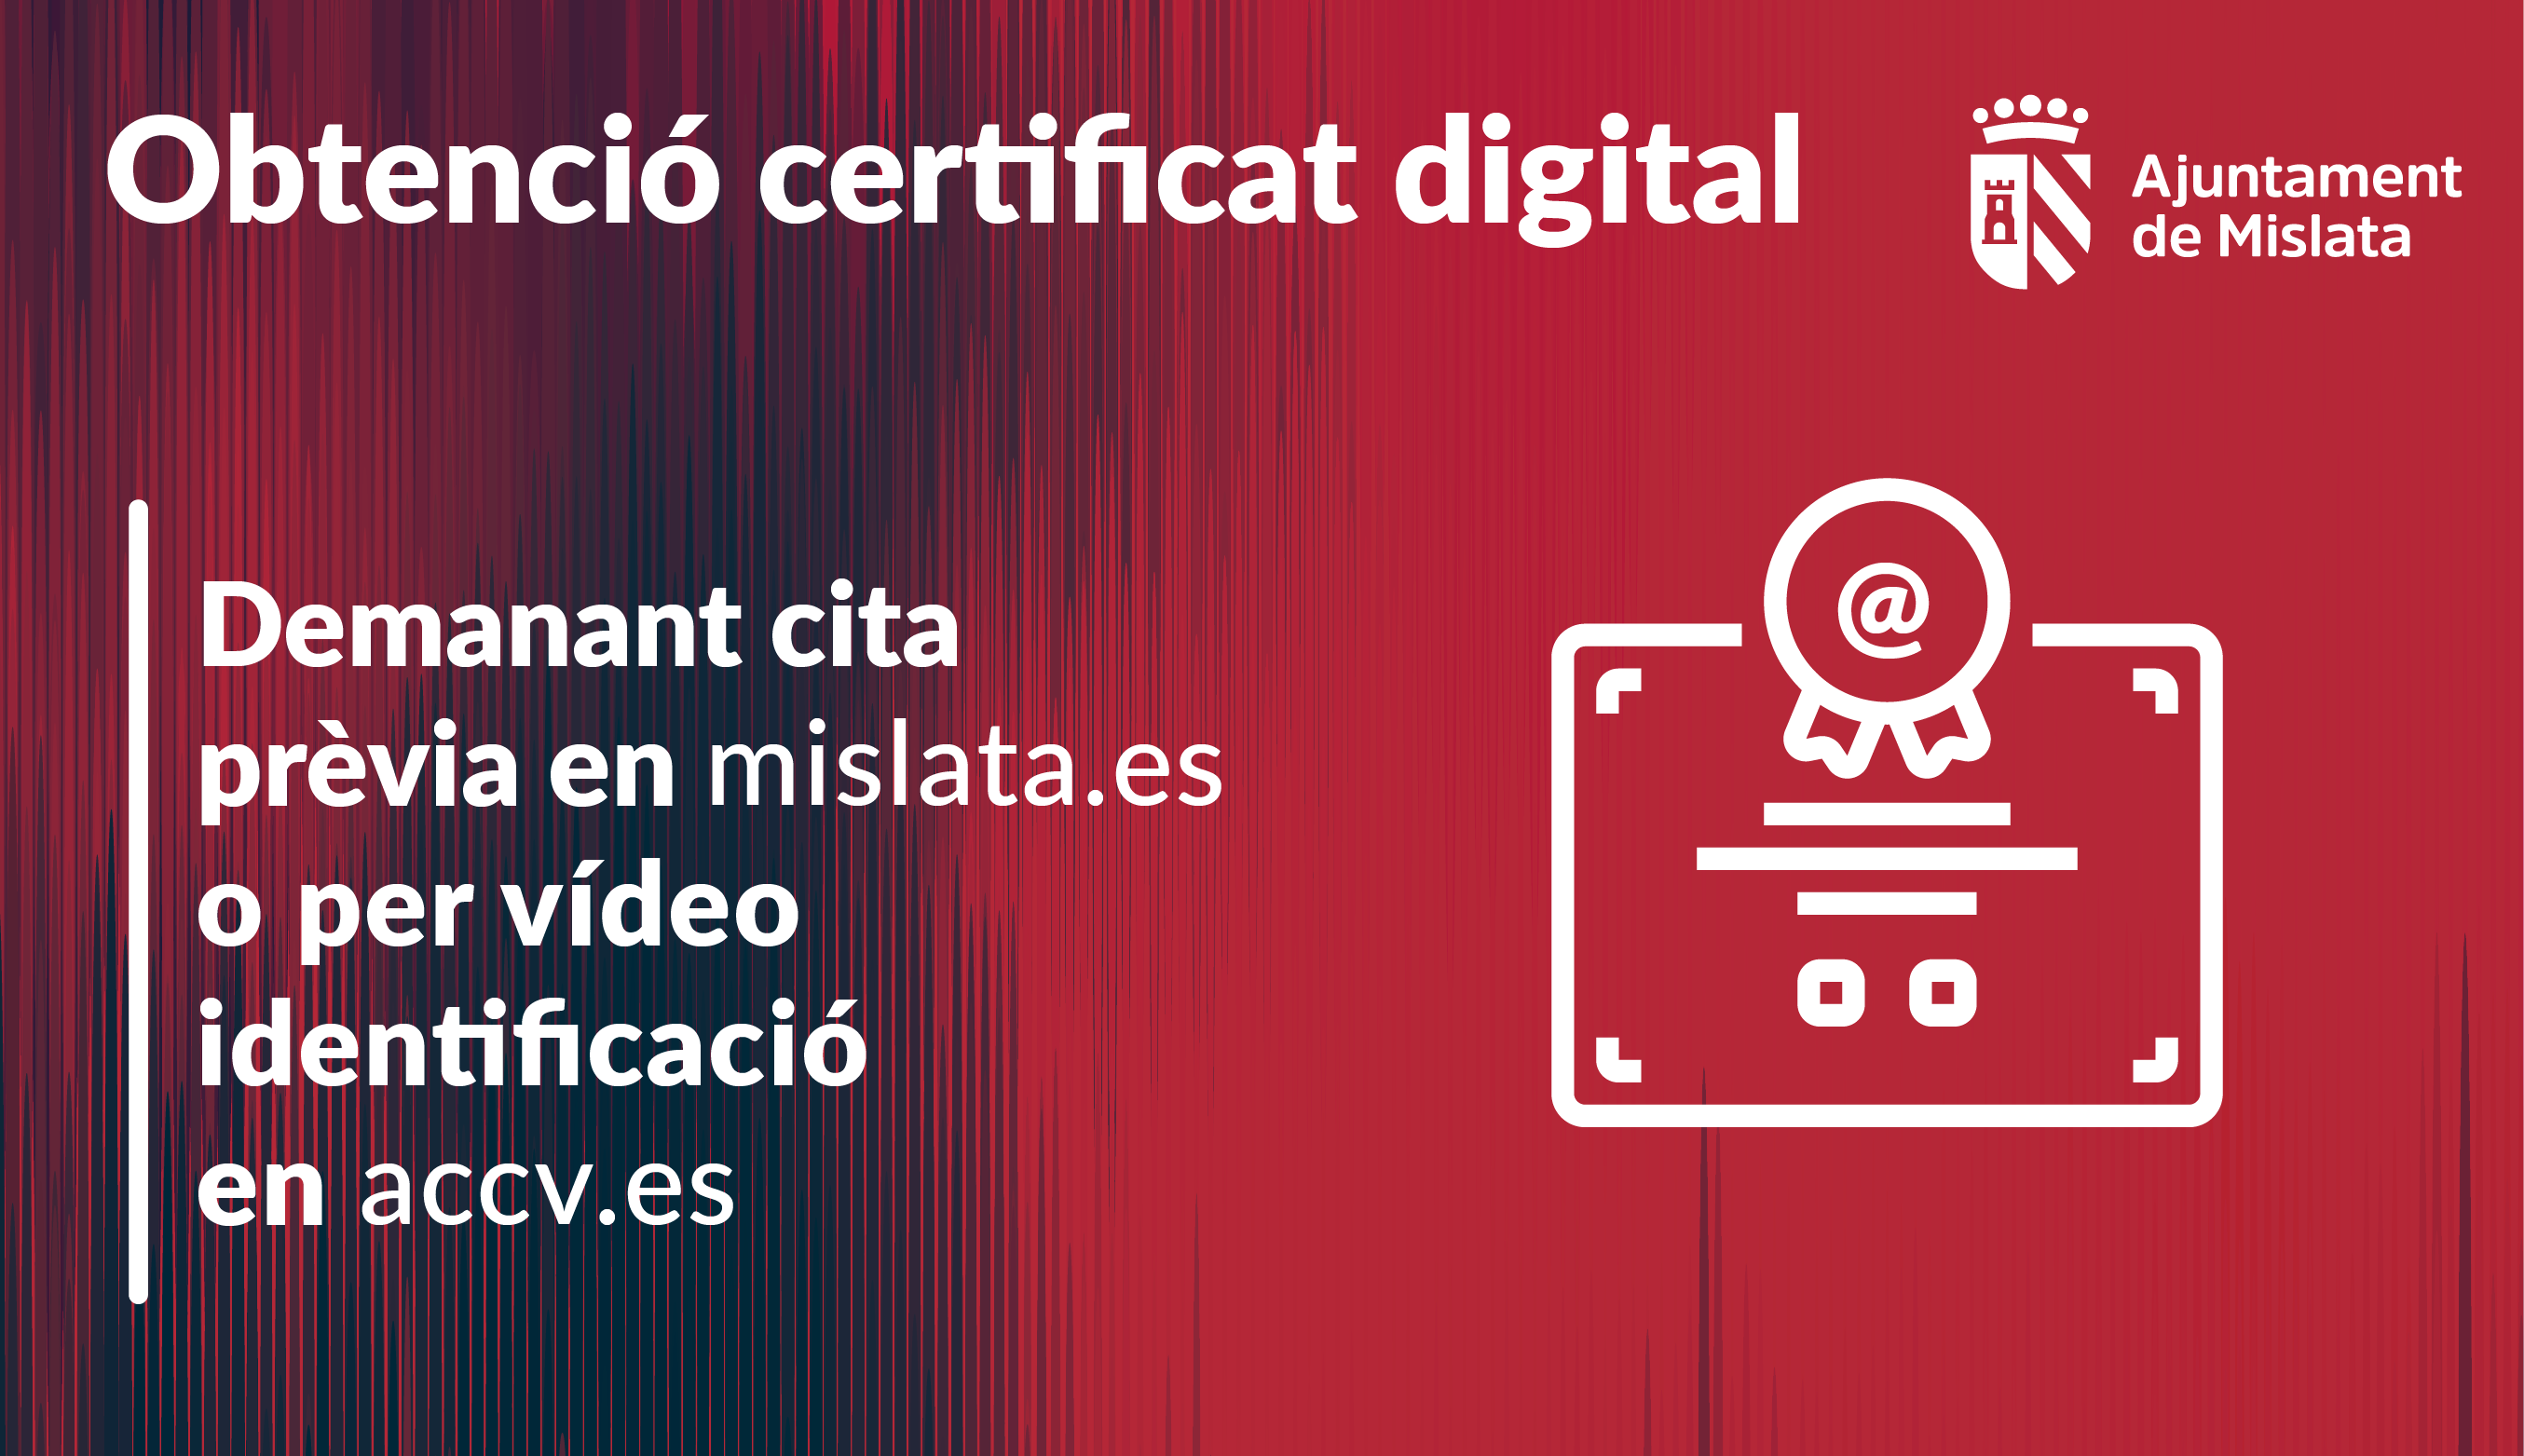 Obtenció certificat digital
Ajuntament
de Mislata
@
Demanant cita
prèvia en mislata.es
o per vídeo
identificació
en accv.es